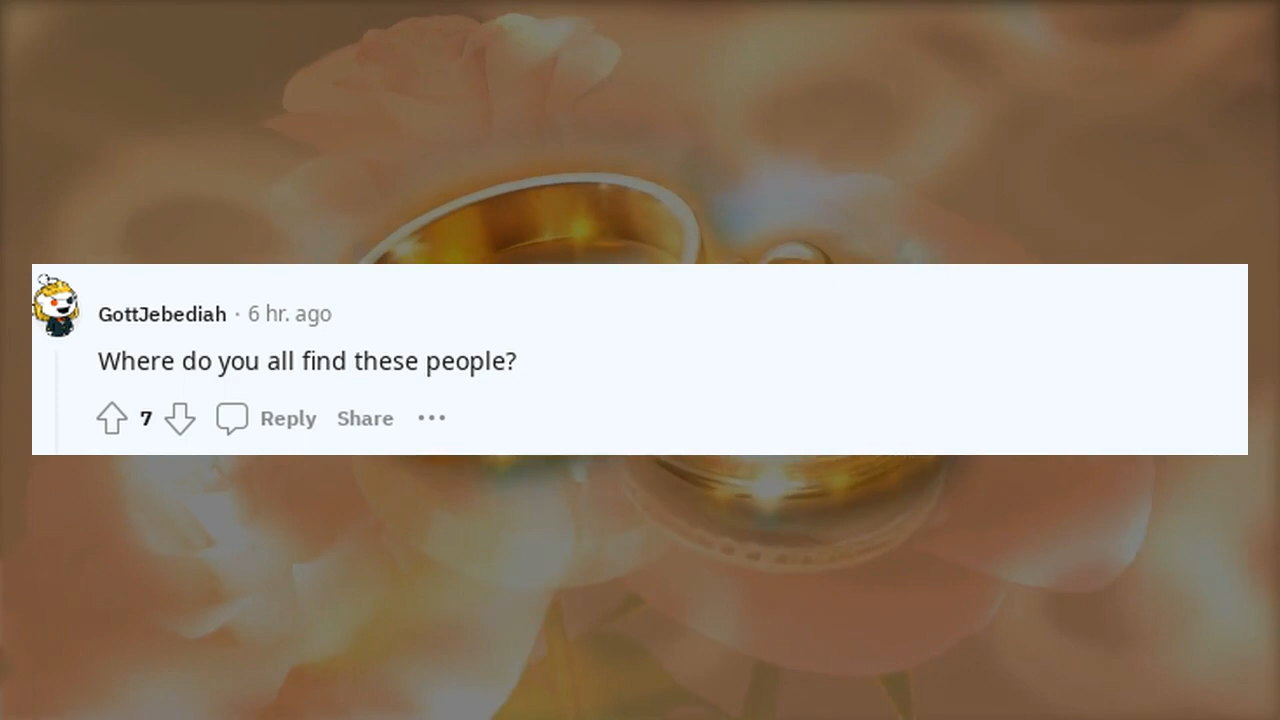 GottJebediah · 6 hr. ago
Where do you all find these people?
7 Reply Share ···